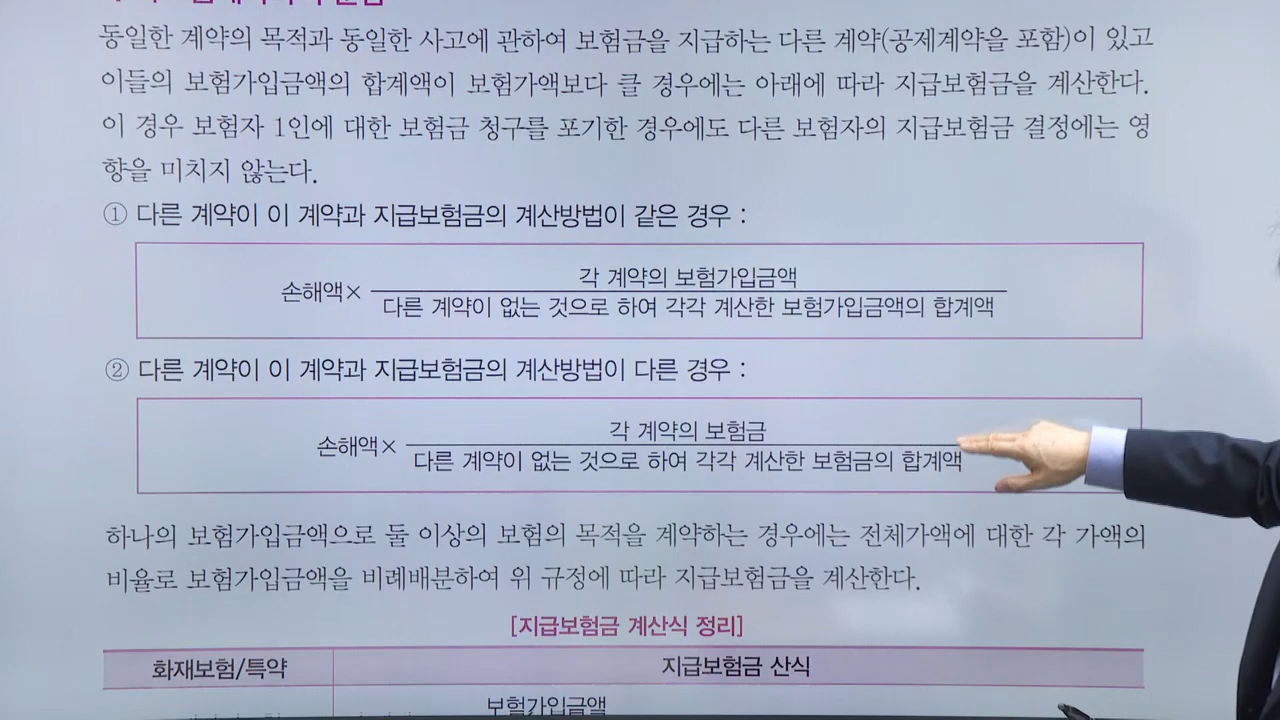 동일한 계약의 목적과 동일한 사고에 관하여 보험금을 지급하는 다른 계약(공제계약을 포함)이 있고
이들의 보험가입금액의 합계액이 보험가액보다 클 경우에는 아래에 따라 지급보험금을 계산한다.
이 경우 보험자 1인에 대한 보험금 청구를 포기한 경우에도 다른 보험자의 지급보험금 결정에는 영
향을 미치지 않는다.
① 다른 계약이 이 계약과 지급보험금의 계산방법이 같은 경우 :
각 계약의 보험가입금액
손해액×
다른 계약이 없는 것으로 하여 각각 계산한 보험가입금액의 합계액
② 다른 계약이 이 계약과 지급보험금의 계산방법이 다른 경우 :
각 계약의 보험금
손해액×
다른 계약이 없는 것으로 하여 각각 계산한 보험금의 합계액
하나의 보험가입금액으로 둘 이상의 보험의 목적을 계약하는 경우에는 전체가액에 대한 각 가액의
비율로 보험가입금액을 비례배분하여 위 규정에 따라 지급보험금을 계산한다.
[지급보험금 계산식 정리]
화재보험/특약 지급보험금 산식
보험가입금액